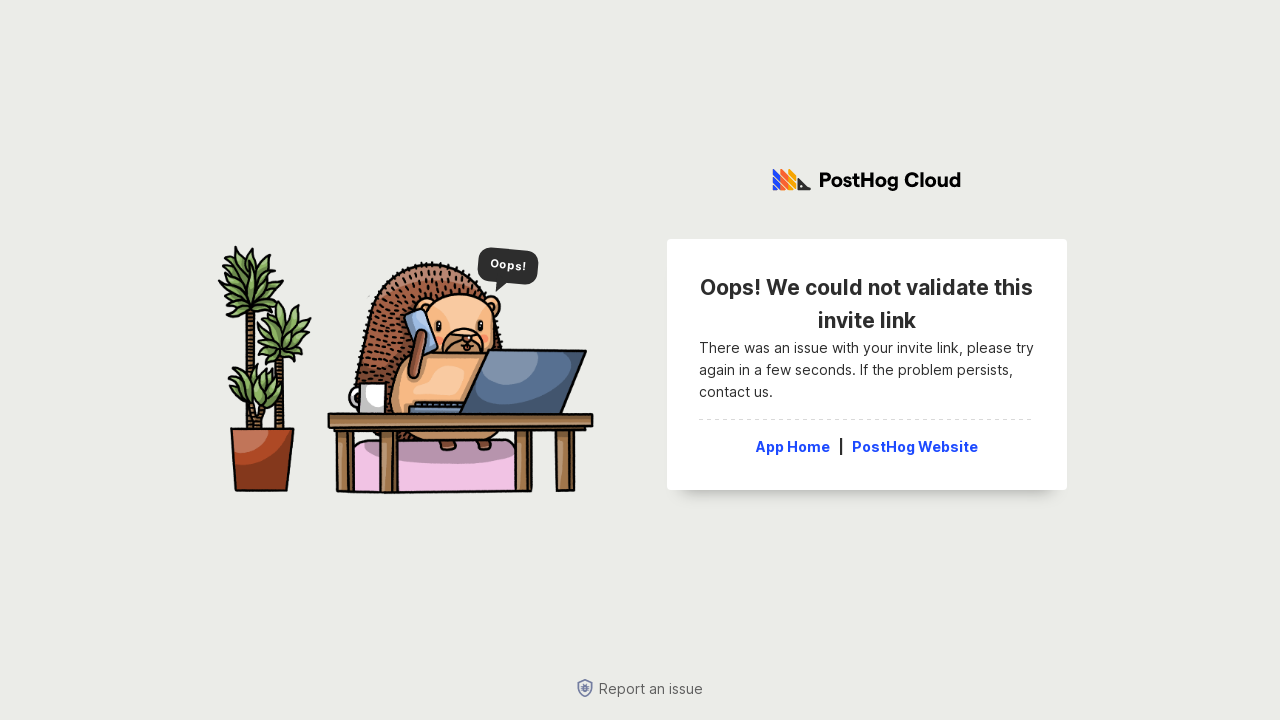 PostHog Cloud
Oops!
Oops! We could not validate this
invite link
There was an issue with your invite link, please try
again in a few seconds. If the problem persists,
contact us.
App Home | PostHog Website
Report an issue